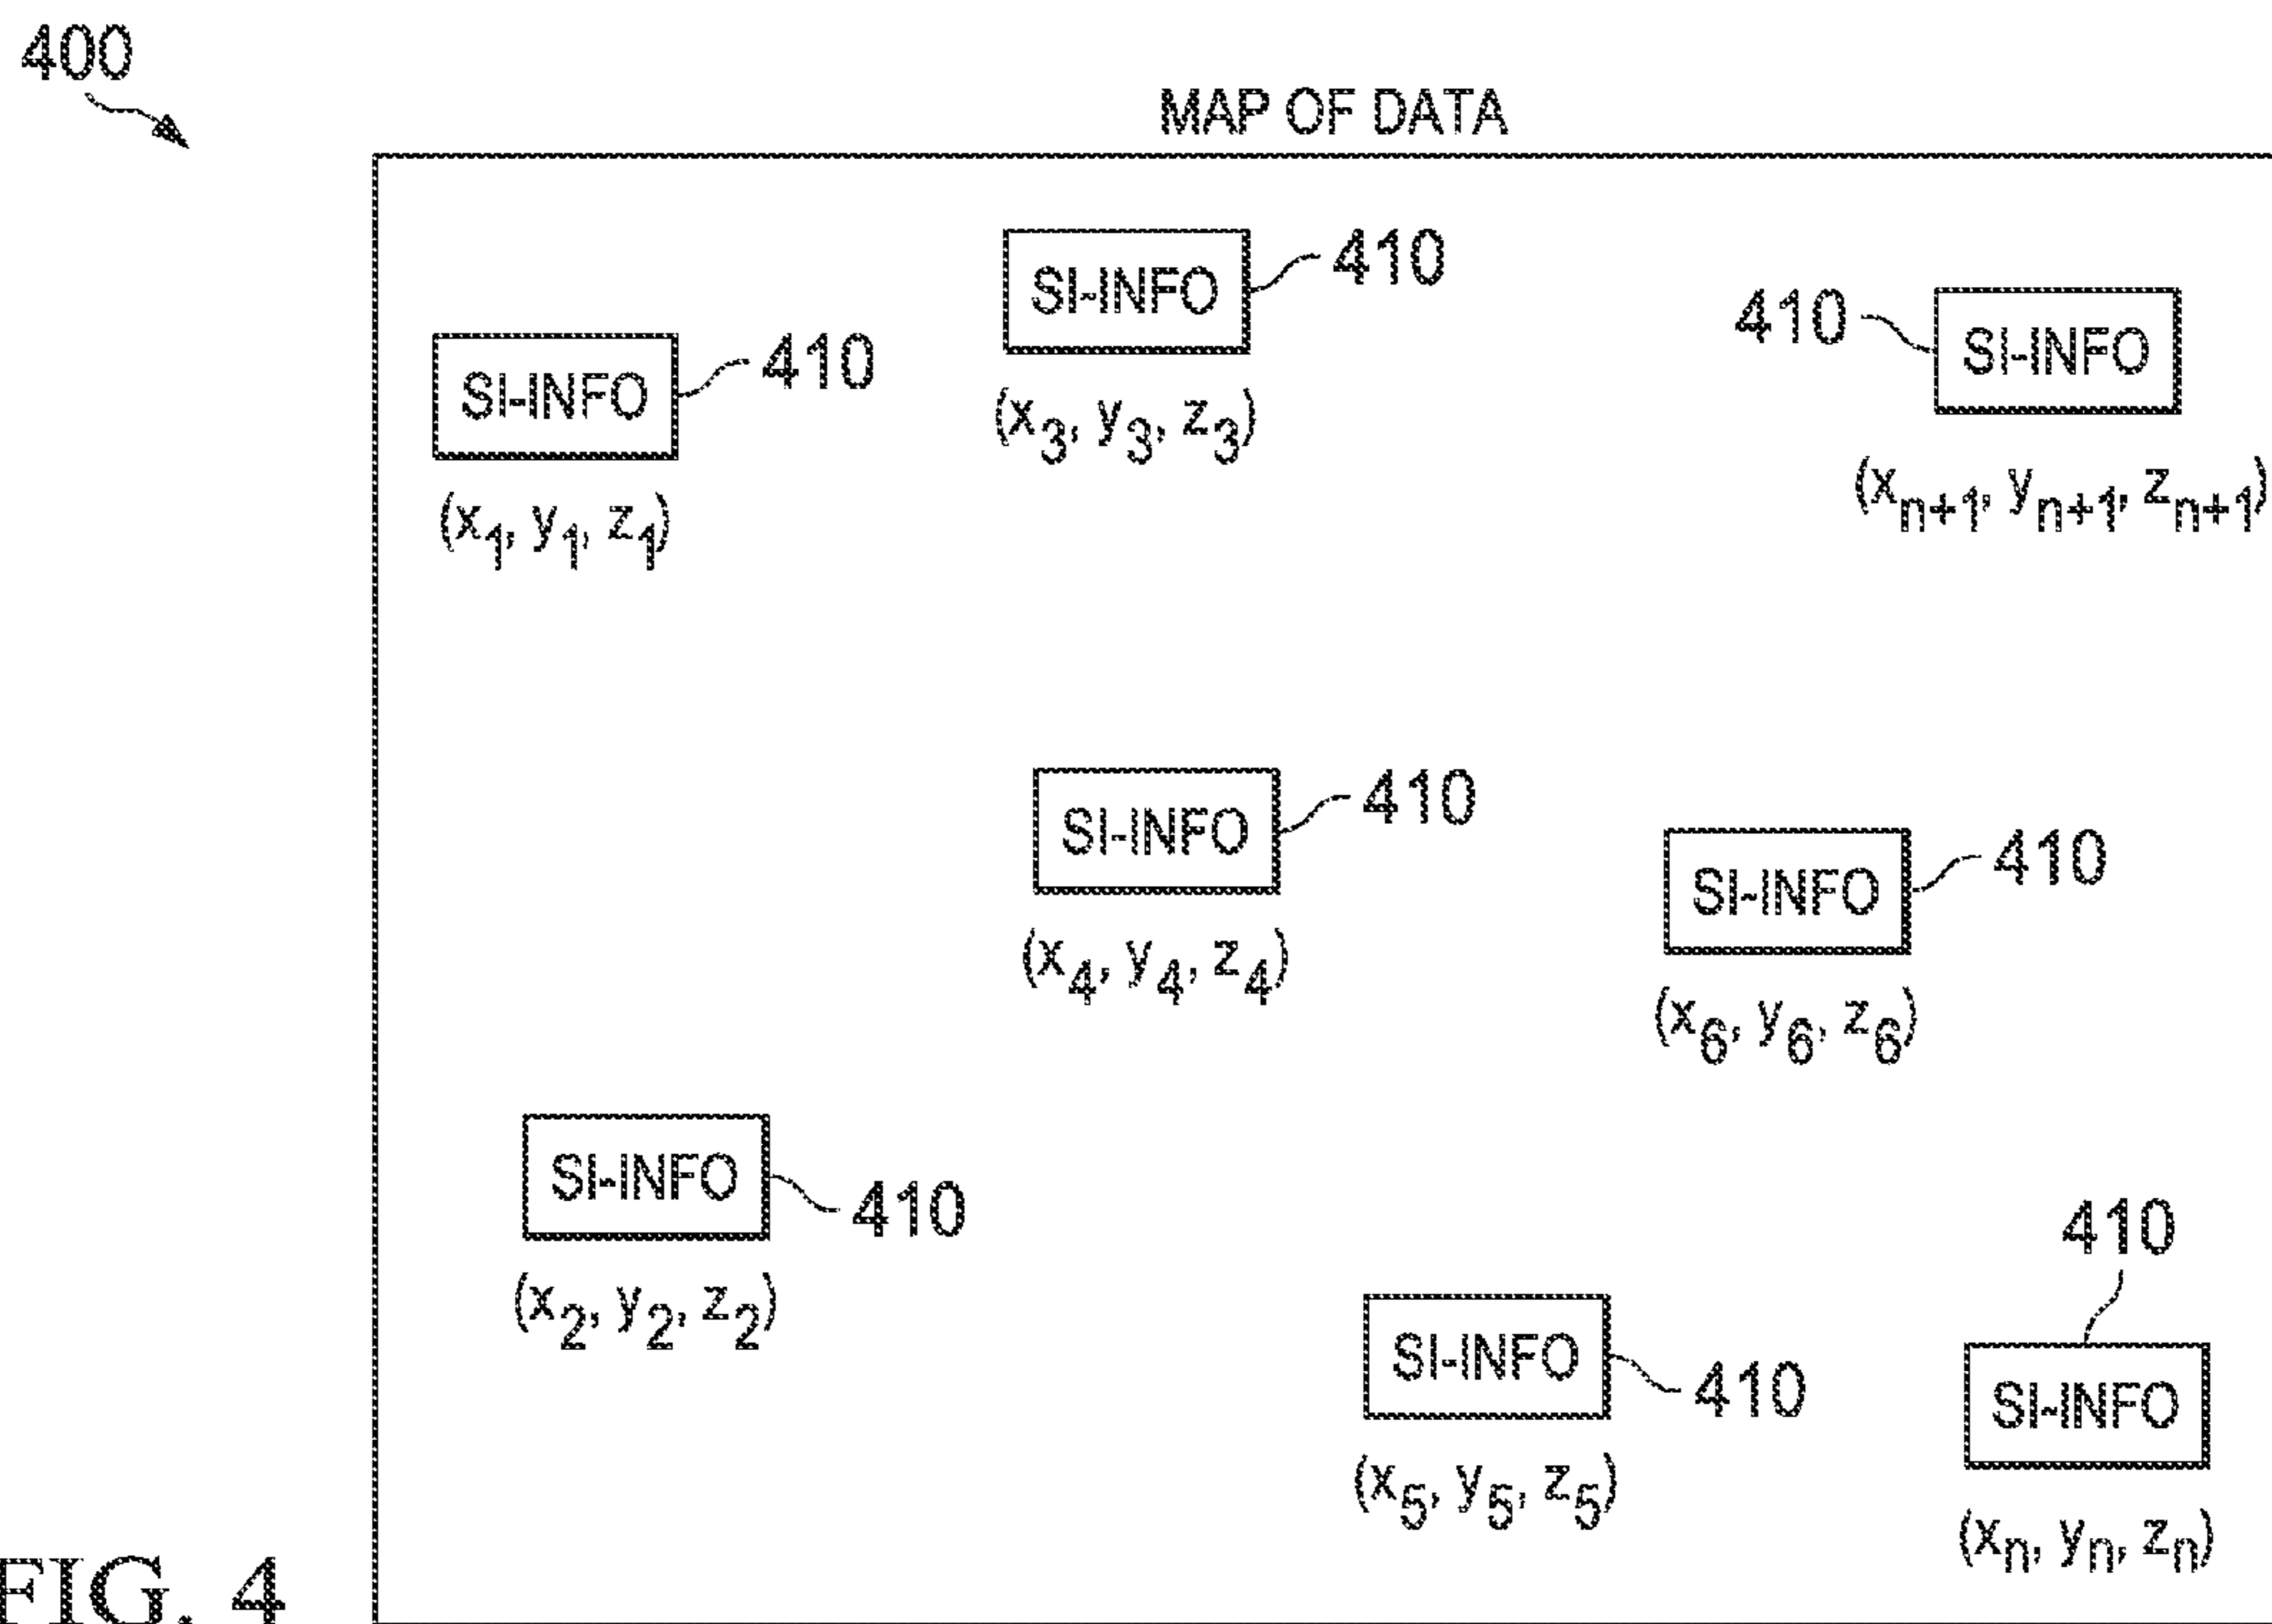 400
MAP OF DATA
SI-INFO
410
(x₃, y₃, z₃)
410
SI-INFO
(xₙ₊₁, yₙ₊₁, zₙ₊₁)
SI-INFO
410
(x₁, y₁, z₁)
SI-INFO
410
(x₄, y₄, z₄)
SI-INFO
410
(x₆, y₆, z₆)
SI-INFO
410
(x₂, y₂, z₂)
SI-INFO
410
(x₅, y₅, z₅)
410
SI-INFO
(xₙ, yₙ, zₙ)
FIG. 4